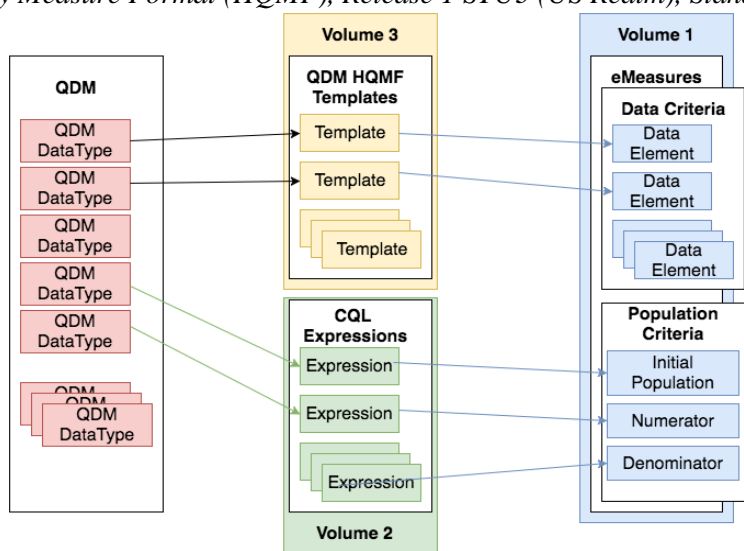 y Measure Format (HQMF), Release 1 STU3 (US Realm), Stand
Volume 3
Volume 1
QDM
QDM HQMF
Templates
eMeasures
Data Criteria
QDM
DataType
Template
Data
Element
QDM
DataType
Template
Data
Element
QDM
DataType
Template
Data
Element
QDM
DataType
CQL
Expressions
Population
Criteria
QDM
DataType
Expression
Initial
Population
QDM
QDM
QDM
DataType
Expression
Numerator
Expression
Denominator
Volume 2